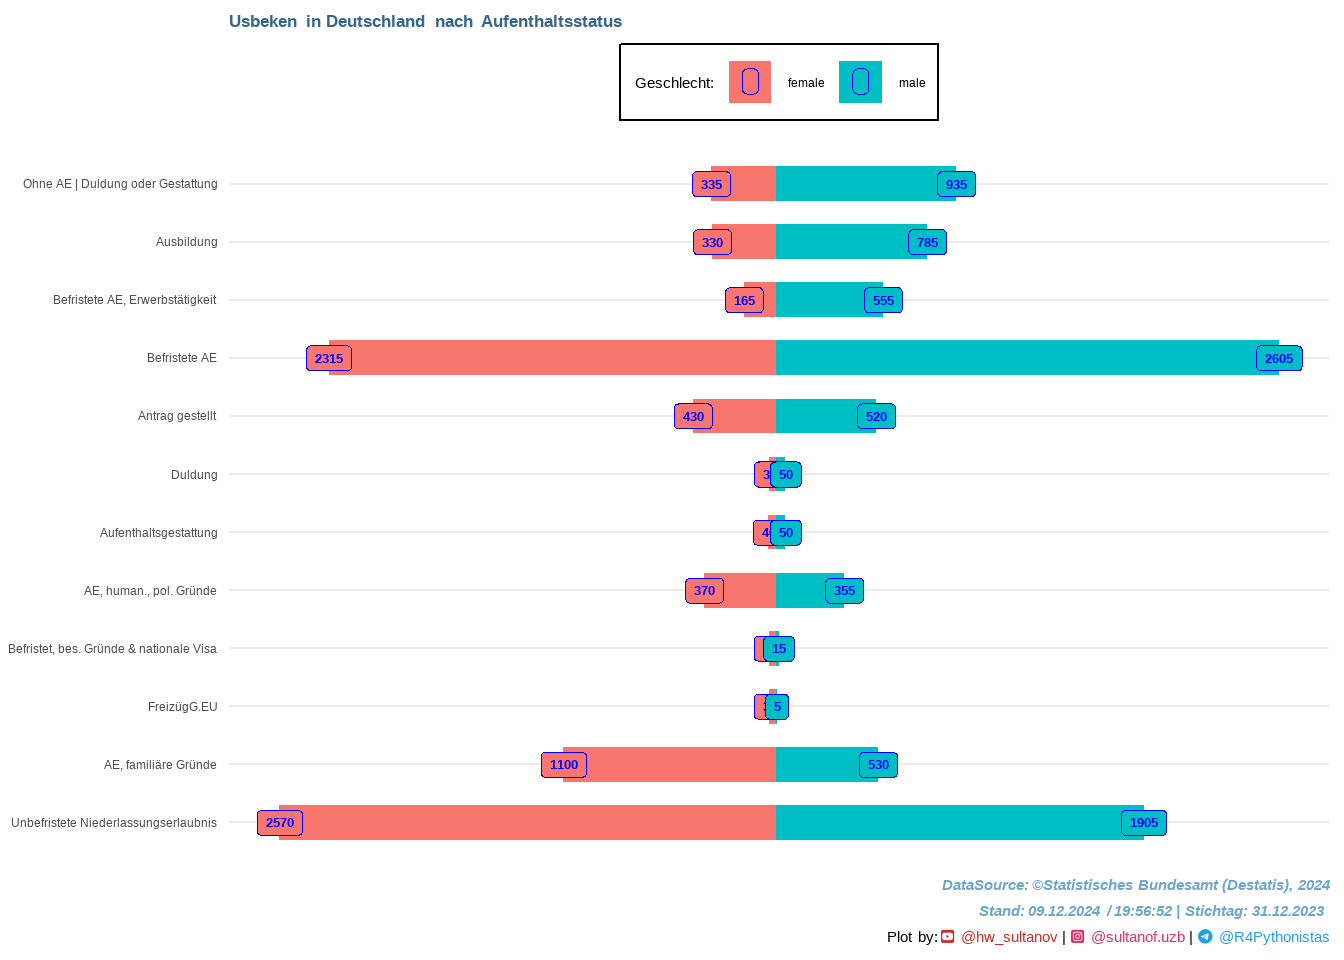 Usbeken in Deutschland nach Aufenthaltsstatus
Geschlecht: female male
Ohne AE | Duldung oder Gestattung 335 935
Ausbildung 330 785
Befristete AE, Erwerbstätigkeit 165 555
Befristete AE 2315 2605
Antrag gestellt 430 520
Duldung 50
Aufenthaltsgestattung 50
AE, human., pol. Gründe 370 355
Befristet, bes. Gründe & nationale Visa 15
FreizügG.EU 5
AE, familiäre Gründe 1100 530
Unbefristete Niederlassungserlaubnis 2570 1905
DataSource: ©Statistisches Bundesamt (Destatis), 2024
Stand: 09.12.2024 / 19:56:52 | Stichtag: 31.12.2023
Plot by: @hw_sultanov | @sultanof.uzb | @R4Pythonistas